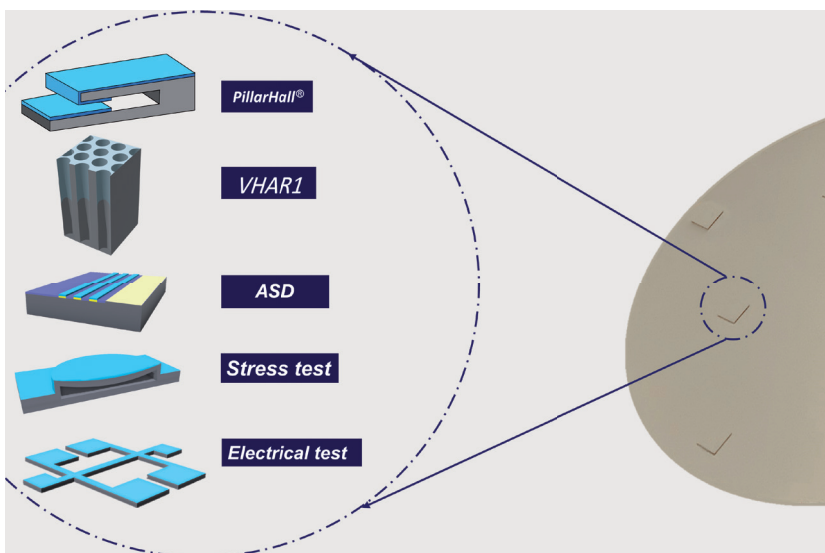 PillarHall®
VHAR1
ASD
Stress test
Electrical test